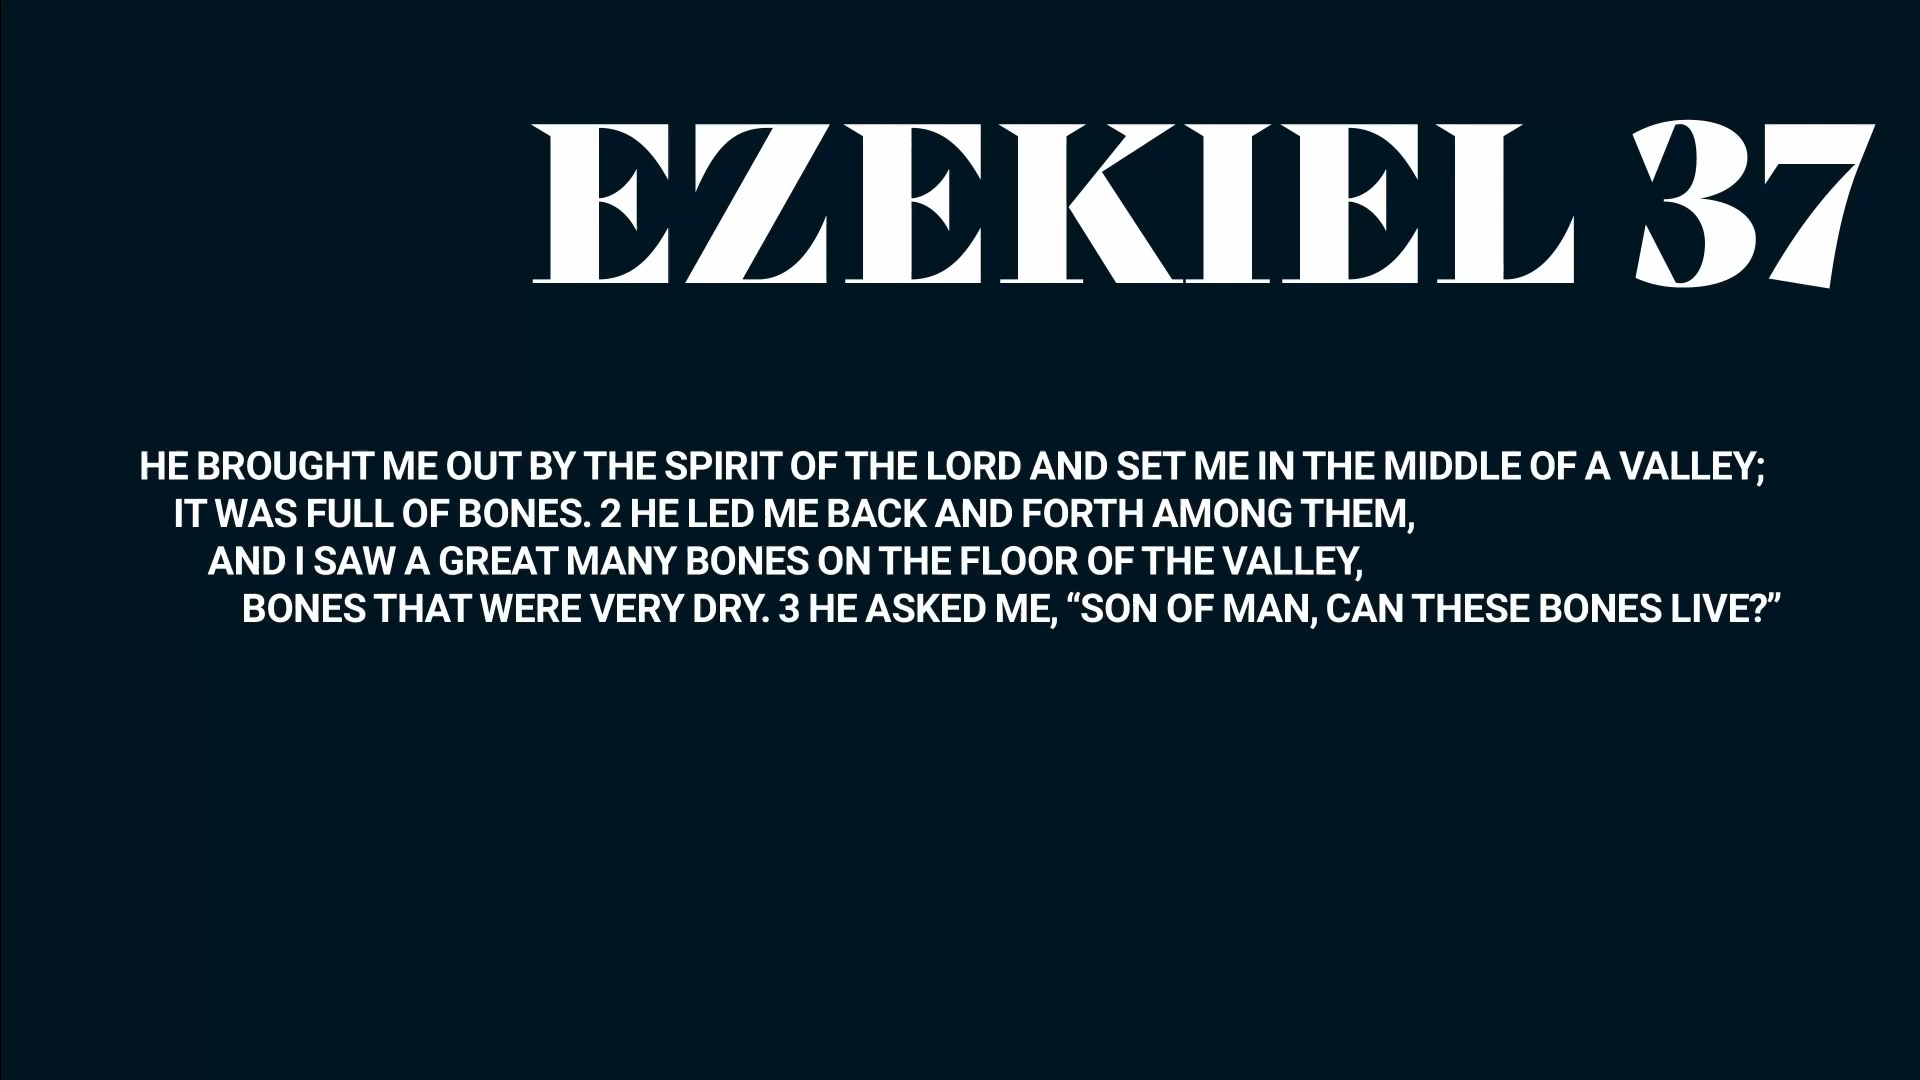 EZEKIEL 37
HE BROUGHT ME OUT BY THE SPIRIT OF THE LORD AND SET ME IN THE MIDDLE OF A VALLEY;
IT WAS FULL OF BONES. 2 HE LED ME BACK AND FORTH AMONG THEM,
AND I SAW A GREAT MANY BONES ON THE FLOOR OF THE VALLEY,
BONES THAT WERE VERY DRY. 3 HE ASKED ME, “SON OF MAN, CAN THESE BONES LIVE?”